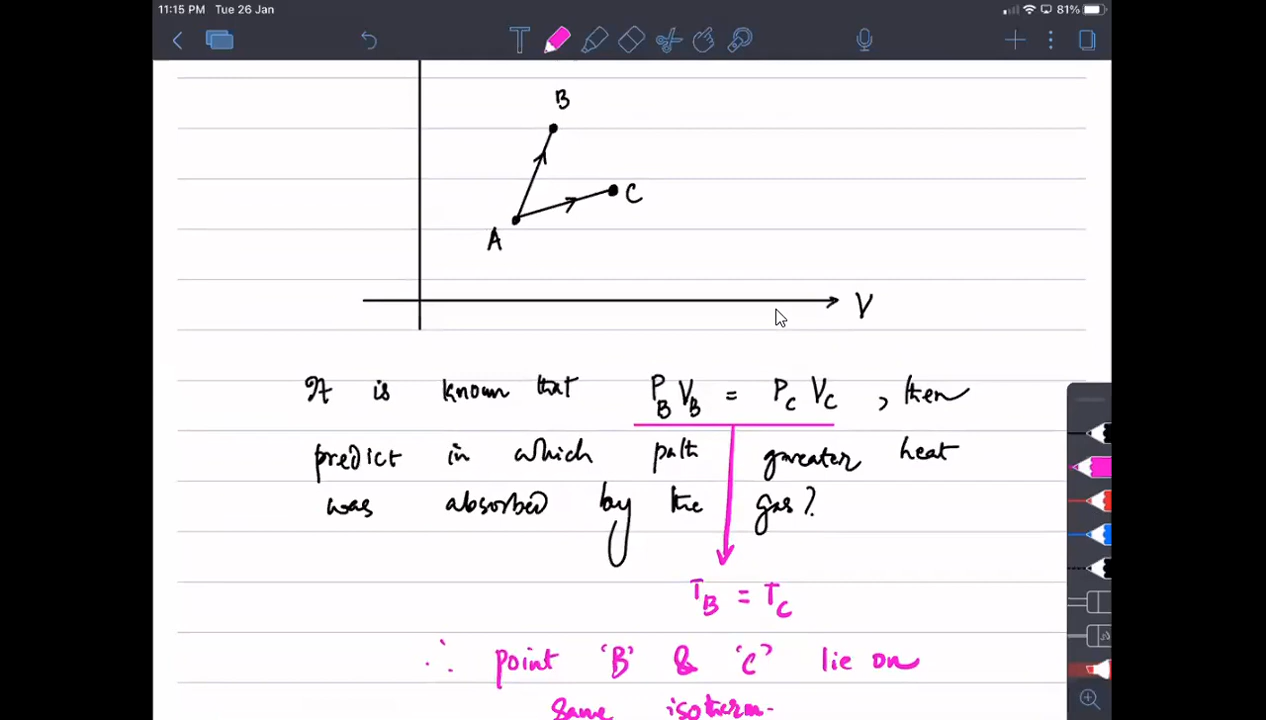 11:15 PM Tue 26 Jan
81%
T
B
C
A
V
It is known that P_B V_B = P_C V_C, then
predict in which path greater heat
was absorbed by the gas?
T_B = T_C
∴ point 'B' & 'C' lie on
same isotherm.